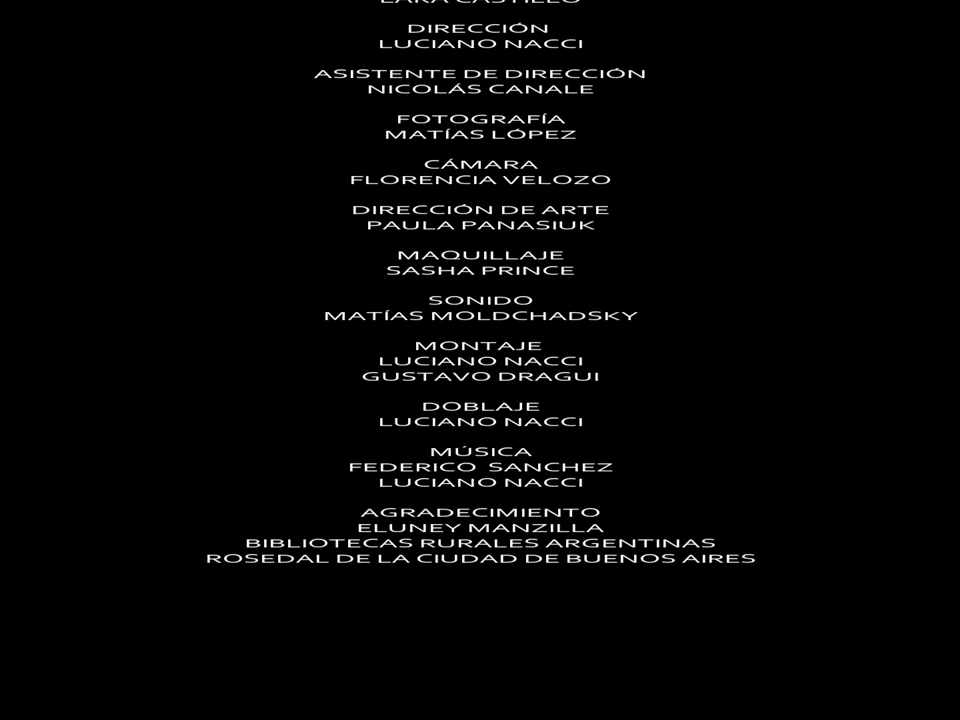 LARA CASTILLO
DIRECCIÓN
LUCIANO NACCI
ASISTENTE DE DIRECCIÓN
NICOLÁS CANALE
FOTOGRAFÍA
MATÍAS LÓPEZ
CÁMARA
FLORENCIA VELOZO
DIRECCIÓN DE ARTE
PAULA PANASIUK
MAQUILLAJE
SASHA PRINCE
SONIDO
MATÍAS MOLDCHADSKY
MONTAJE
LUCIANO NACCI
GUSTAVO DRAGUI
DOBLAJE
LUCIANO NACCI
MÚSICA
FEDERICO SANCHEZ
LUCIANO NACCI
AGRADECIMIENTO
ELUNEY MANZILLA
BIBLIOTECAS RURALES ARGENTINAS
ROSEDAL DE LA CIUDAD DE BUENOS AIRES